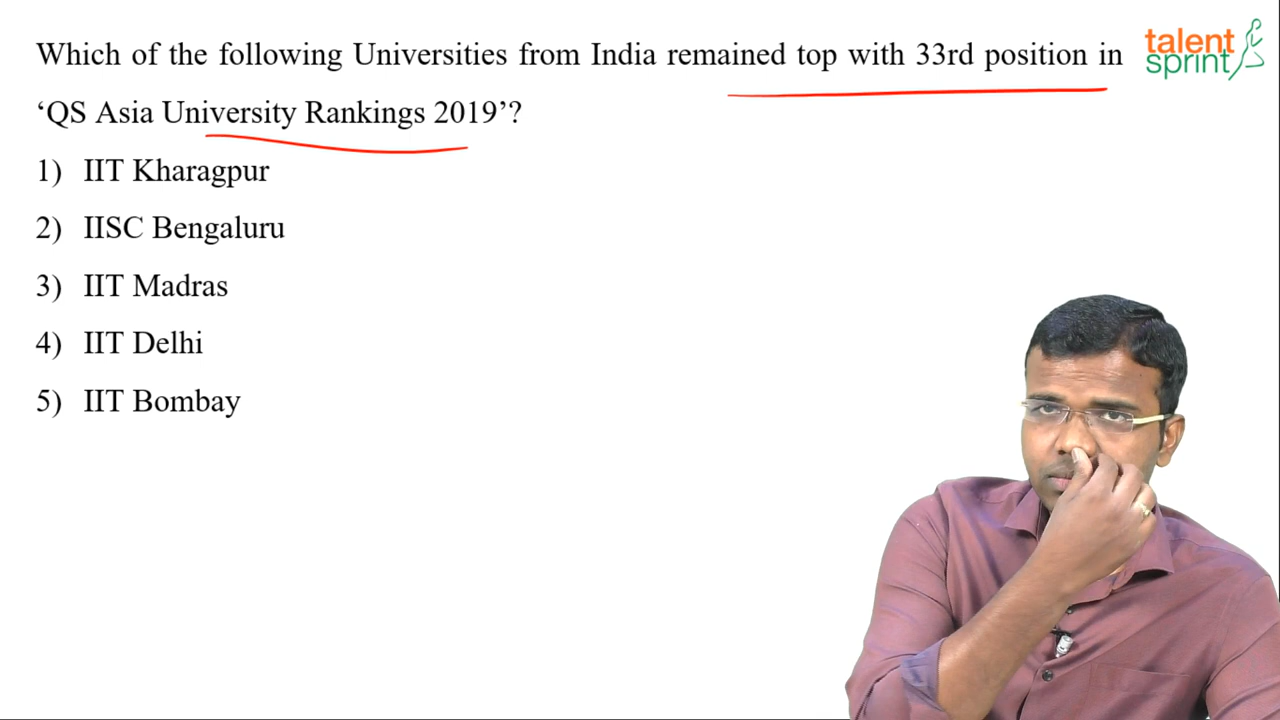 Which of the following Universities from India remained top with 33rd position in
‘QS Asia University Rankings 2019’?
1) IIT Kharagpur
2) IISC Bengaluru
3) IIT Madras
4) IIT Delhi
5) IIT Bombay
talent
sprint